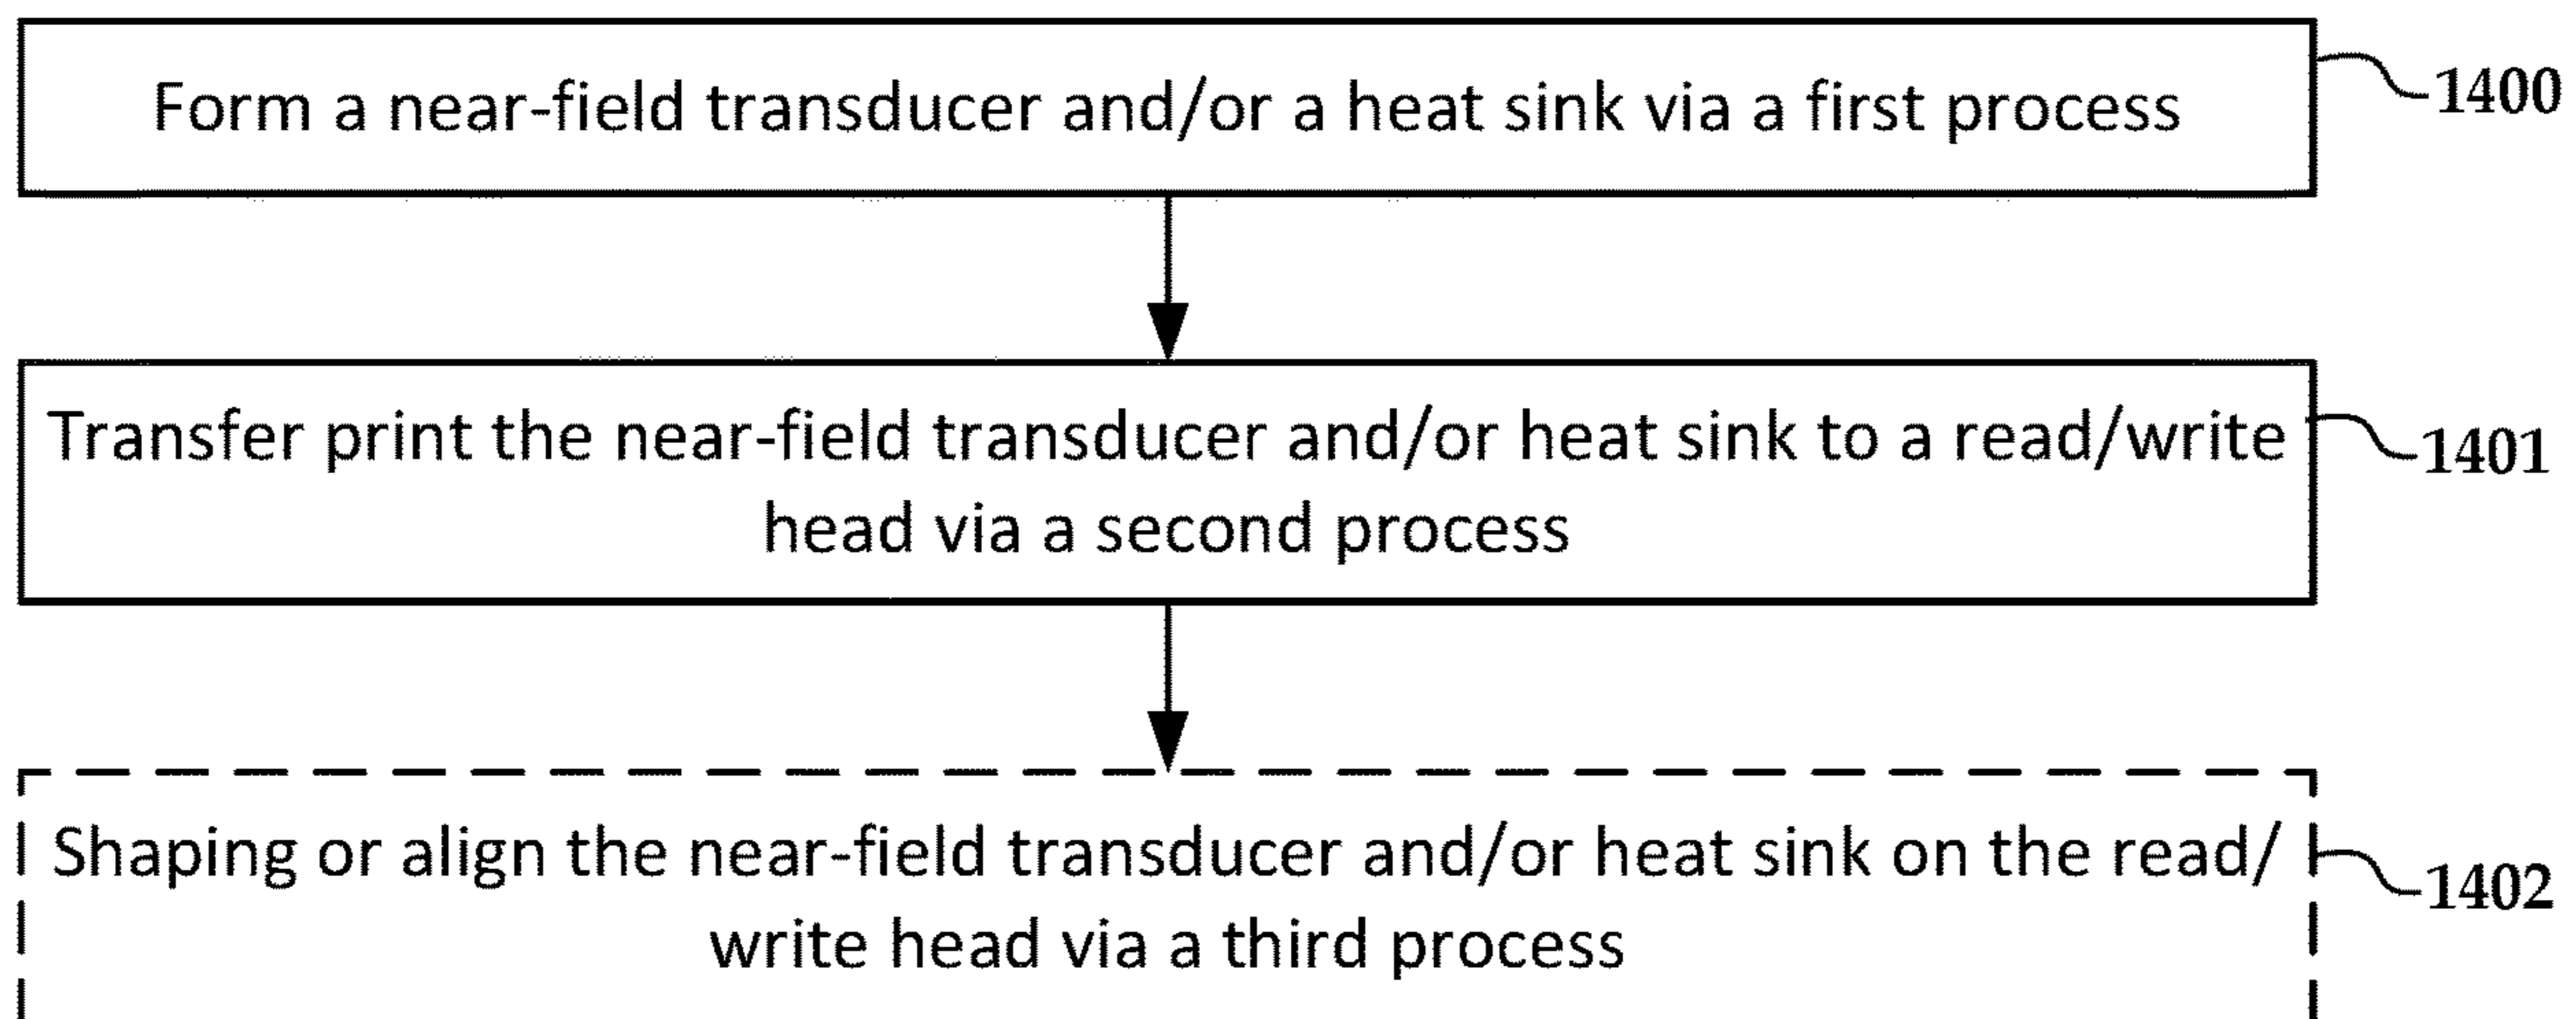 Form a near-field transducer and/or a heat sink via a first process
1400
Transfer print the near-field transducer and/or heat sink to a read/write
head via a second process
1401
Shaping or align the near-field transducer and/or heat sink on the read/
write head via a third process
1402